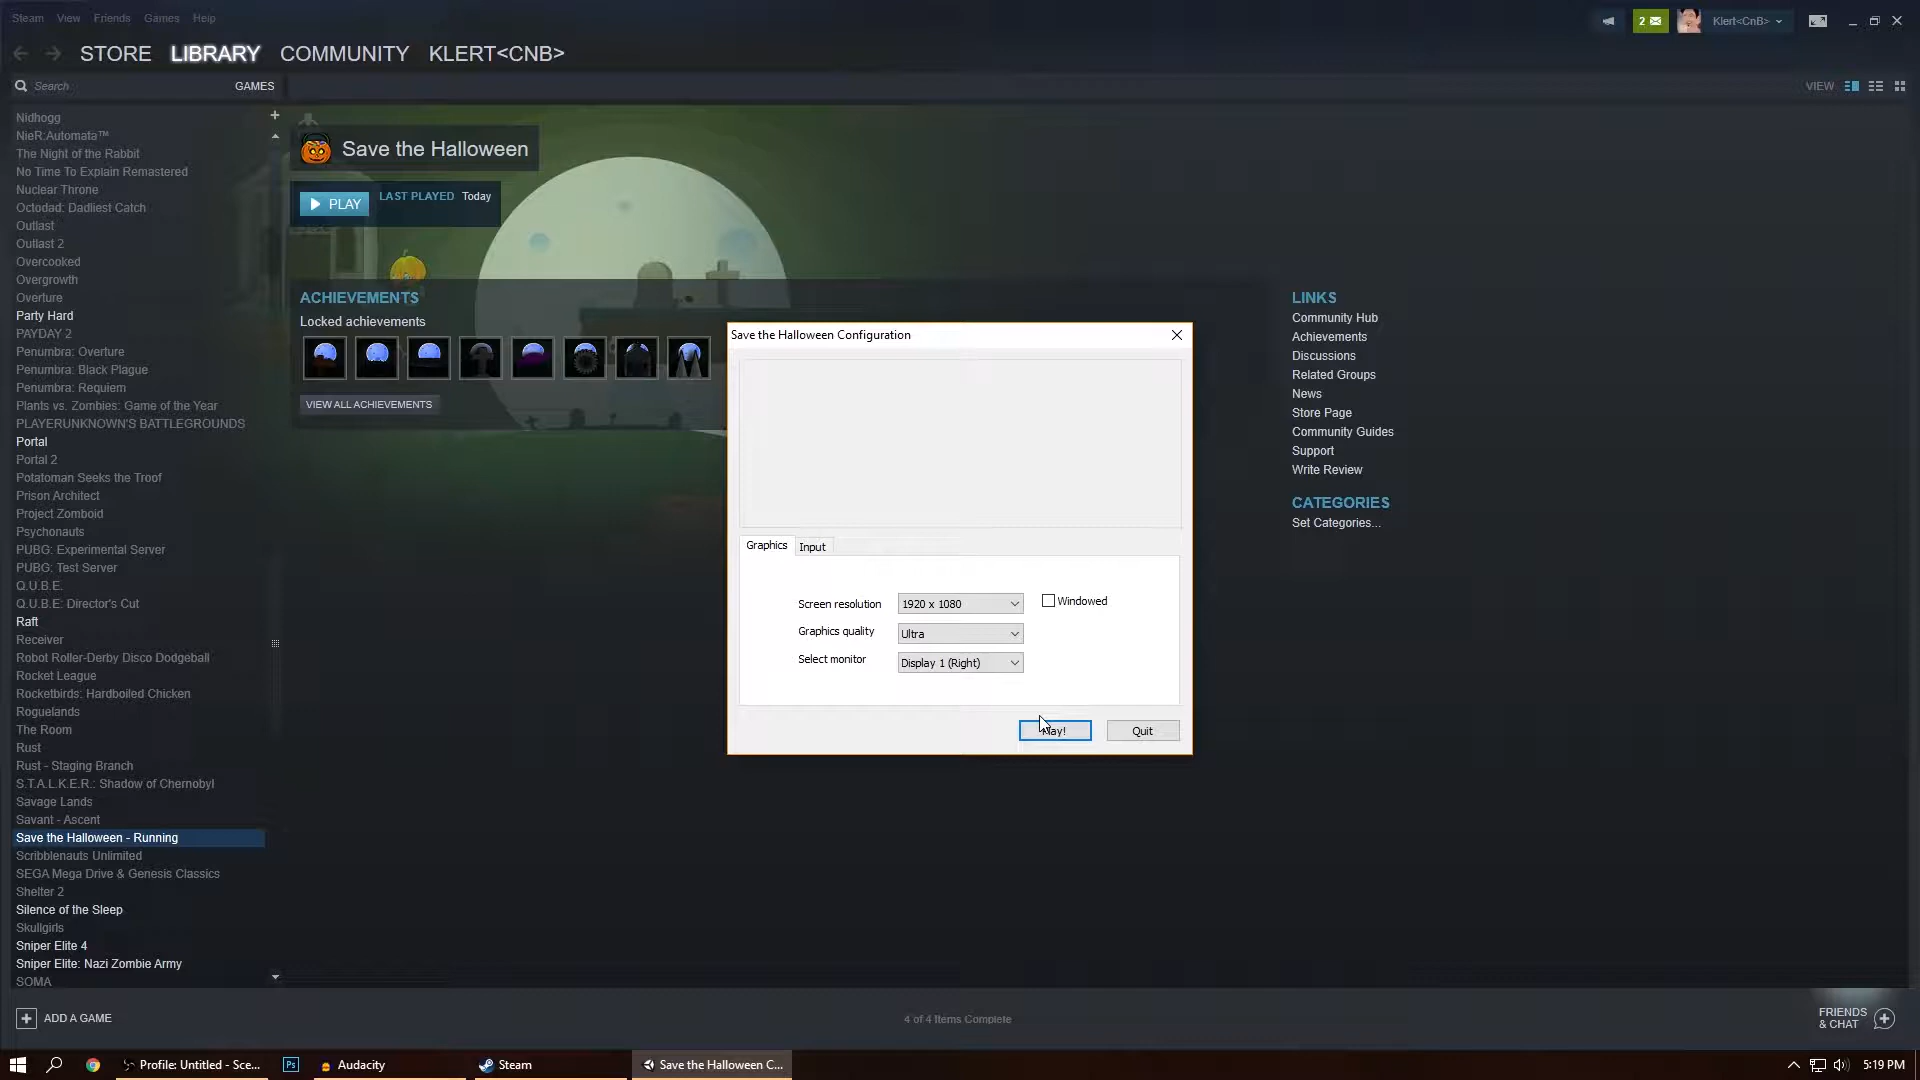 Steam View Friends Games Help
2
Klert<CnB>
STORE LIBRARY COMMUNITY KLERT<CNB>
Search
GAMES
VIEW
Nidhogg
NieR:Automata™
The Night of the Rabbit
No Time To Explain Remastered
Nuclear Throne
Octodad: Dadliest Catch
Outlast
Outlast 2
Overcooked
Overgrowth
Overture
Party Hard
PAYDAY 2
Penumbra: Overture
Penumbra: Black Plague
Penumbra: Requiem
Plants vs. Zombies: Game of the Year
PLAYERUNKNOWN'S BATTLEGROUNDS
Portal
Portal 2
Potatoman Seeks the Troof
Prison Architect
Project Zomboid
Psychonauts
PUBG: Experimental Server
PUBG: Test Server
Q.U.B.E.
Q.U.B.E: Director's Cut
Raft
Receiver
Robot Roller-Derby Disco Dodgeball
Rocket League
Rocketbirds: Hardboiled Chicken
Roguelands
The Room
Rust
Rust - Staging Branch
S.T.A.L.K.E.R.: Shadow of Chernobyl
Savage Lands
Savant - Ascent
Save the Halloween - Running
Scribblenauts Unlimited
SEGA Mega Drive & Genesis Classics
Shelter 2
Silence of the Sleep
Skullgirls
Sniper Elite 4
Sniper Elite: Nazi Zombie Army
SOMA
Save the Halloween
PLAY
LAST PLAYED Today
ACHIEVEMENTS
Locked achievements
VIEW ALL ACHIEVEMENTS
LINKS
Community Hub
Achievements
Discussions
Related Groups
News
Store Page
Community Guides
Support
Write Review
CATEGORIES
Set Categories...
Save the Halloween Configuration
Graphics Input
Screen resolution 1920 x 1080
Windowed
Graphics quality Ultra
Select monitor Display 1 (Right)
Quit
ADD A GAME
4 of 4 Items Complete
FRIENDS
& CHAT
Profile: Untitled - Sce...
Ps
Audacity
Steam
Save the Halloween C...
5:19 PM